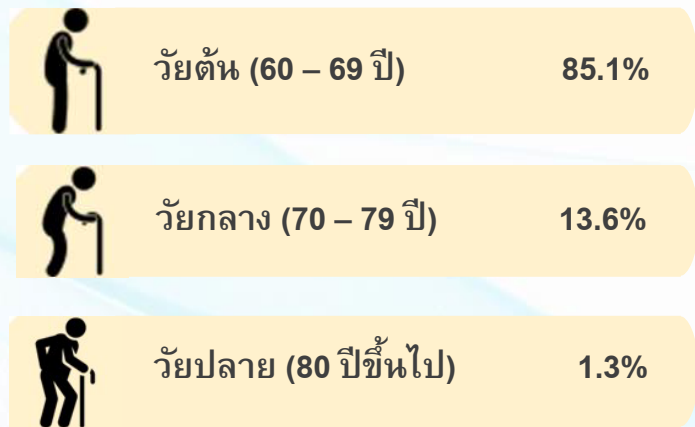 วัยต้น (60 – 69 ปี) 85.1%
วัยกลาง (70 – 79 ปี) 13.6%
วัยปลาย (80 ปีขึ้นไป) 1.3%